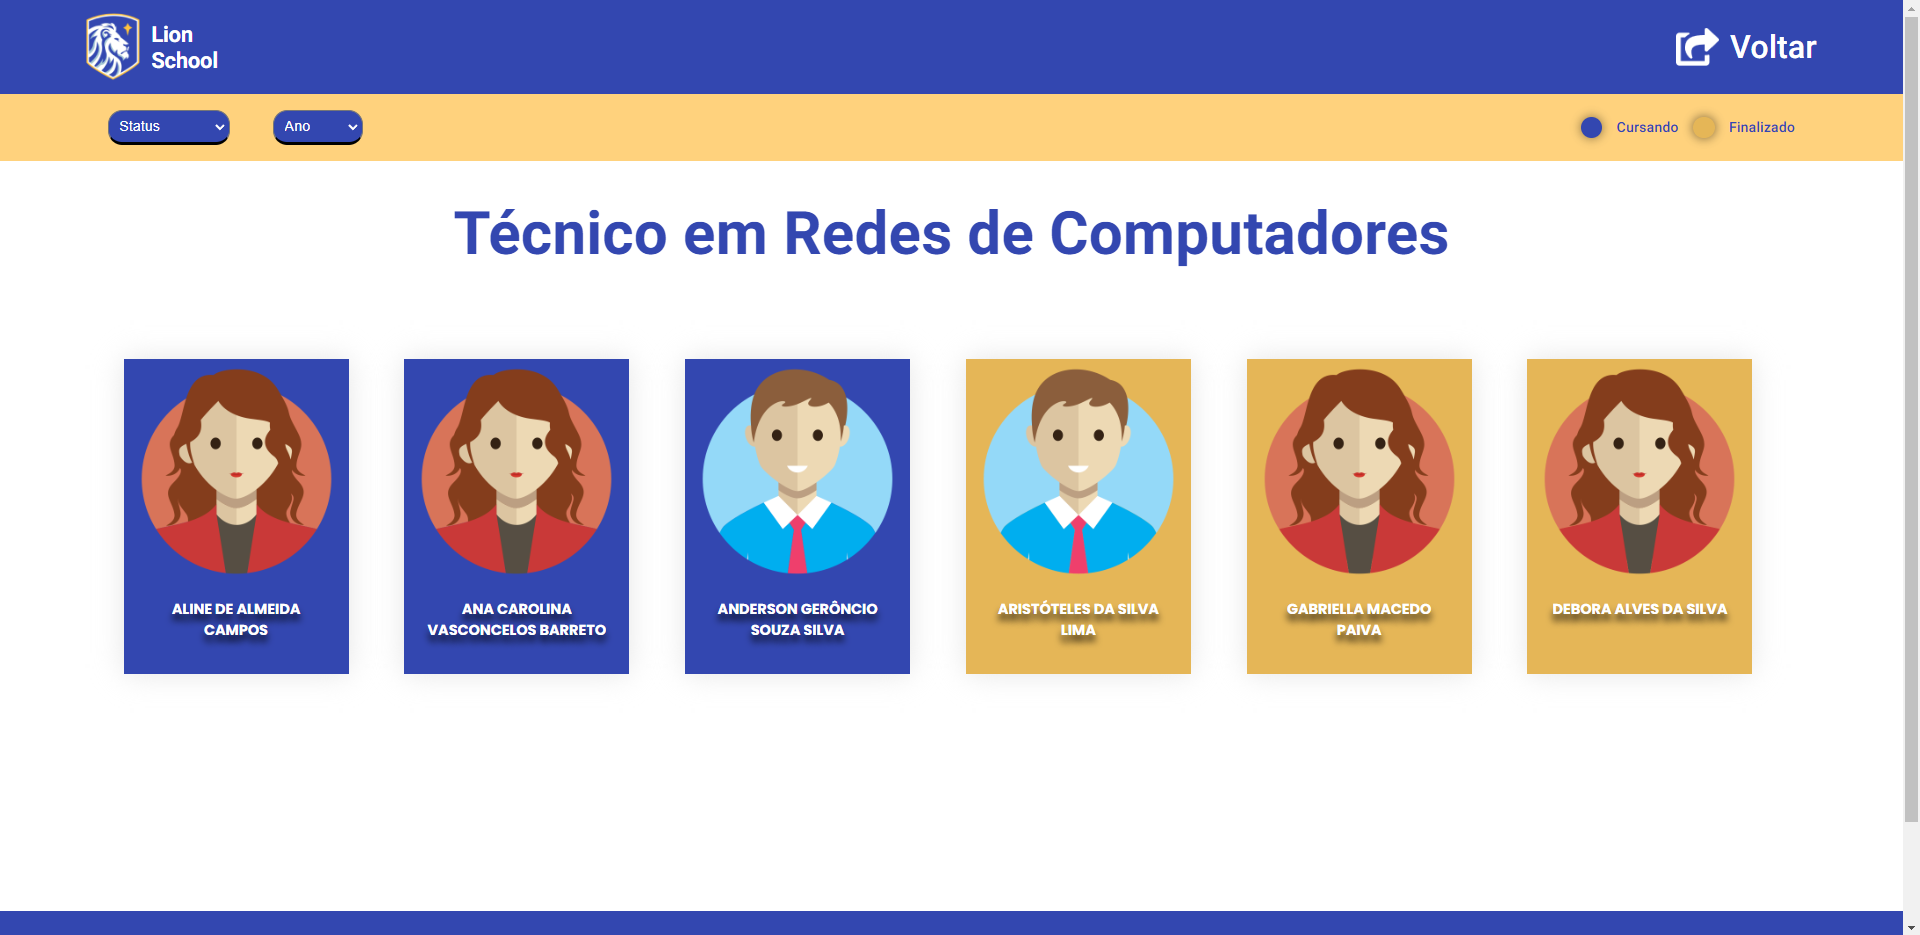 Lion
School
Voltar
Status
Ano
Cursando
Finalizado
Técnico em Redes de Computadores
ALINE DE ALMEIDA
CAMPOS
ANA CAROLINA
VASCONCELOS BARRETO
ANDERSON GERÔNCIO
SOUZA SILVA
ARISTÓTELES DA SILVA
LIMA
GABRIELLA MACEDO
PAIVA
DEBORA ALVES DA SILVA